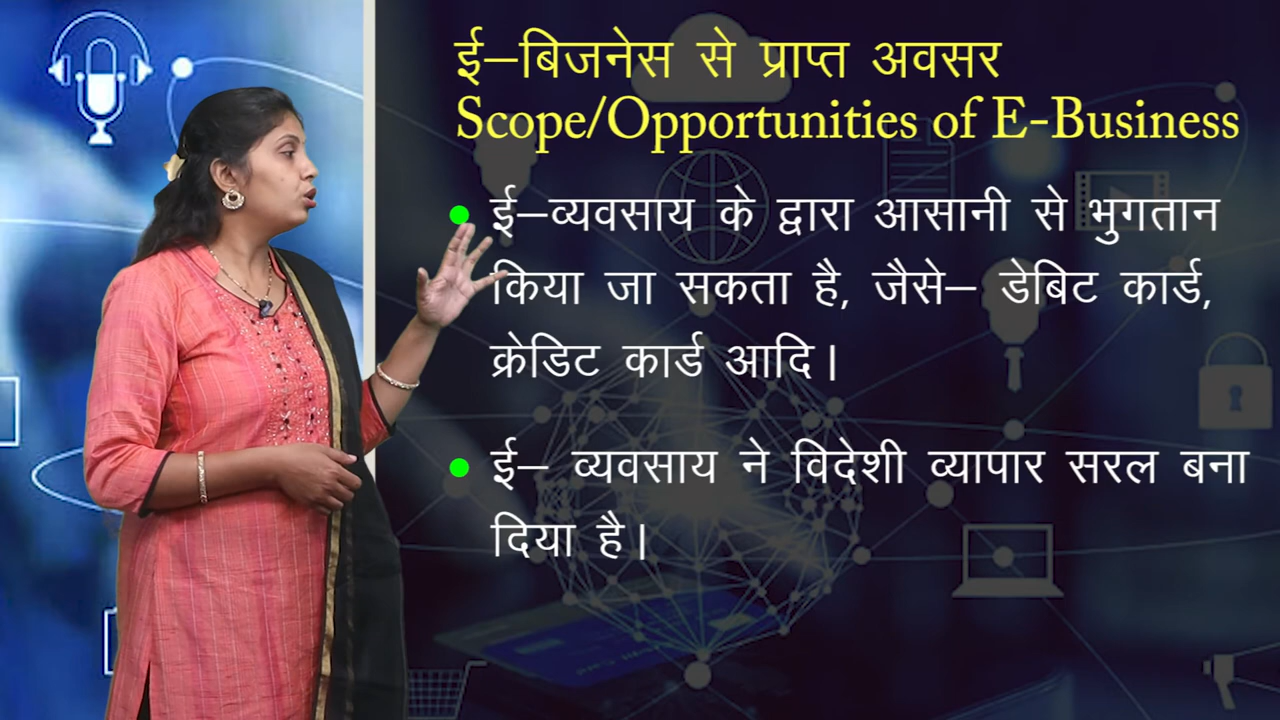 ई–बिजनेस से प्राप्त अवसर
Scope/Opportunities of E-Business
ई–व्यवसाय के द्वारा आसानी से भुगतान
किया जा सकता है, जैसे– डेबिट कार्ड,
क्रेडिट कार्ड आदि।
ई– व्यवसाय ने विदेशी व्यापार सरल बना
दिया है।